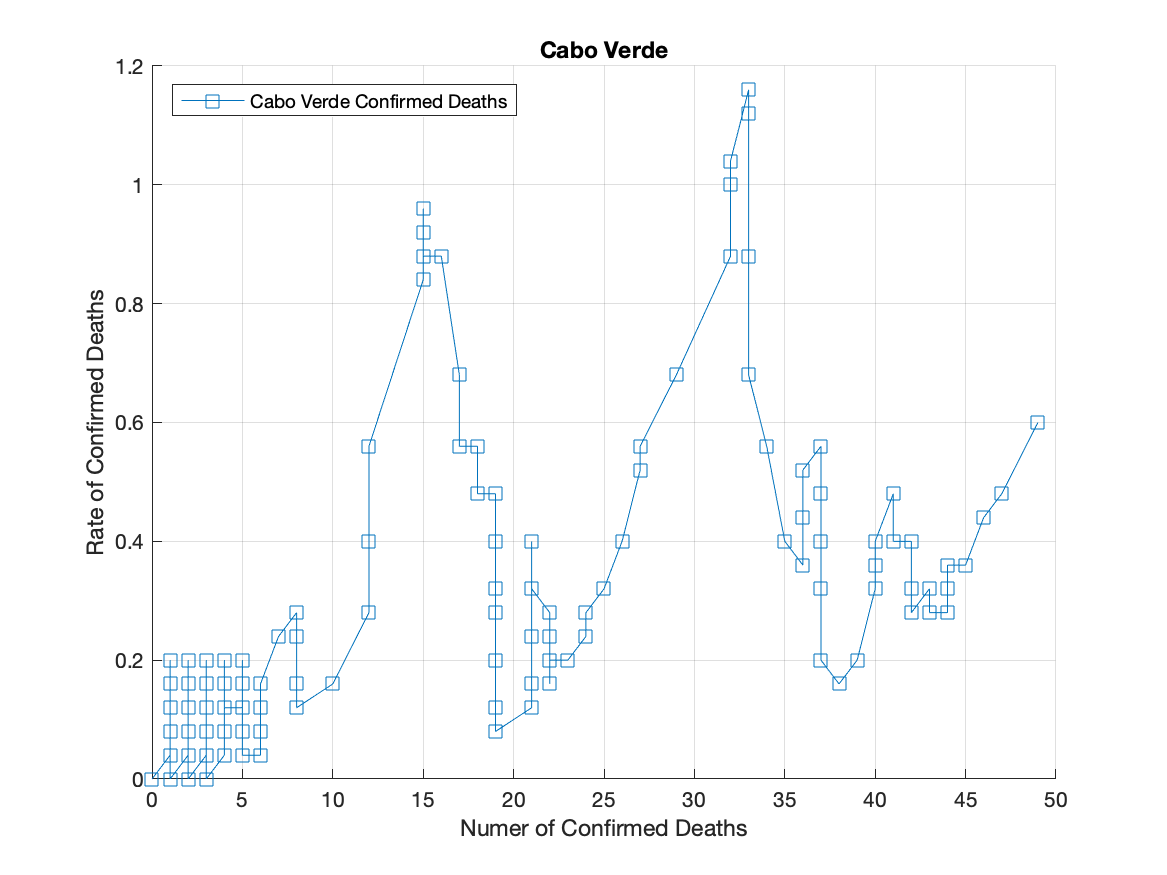 Cabo Verde
Cabo Verde Confirmed Deaths
Rate of Confirmed Deaths
1.2
1
0.8
0.6
0.4
0.2
0
0 5 10 15 20 25 30 35 40 45 50
Numer of Confirmed Deaths